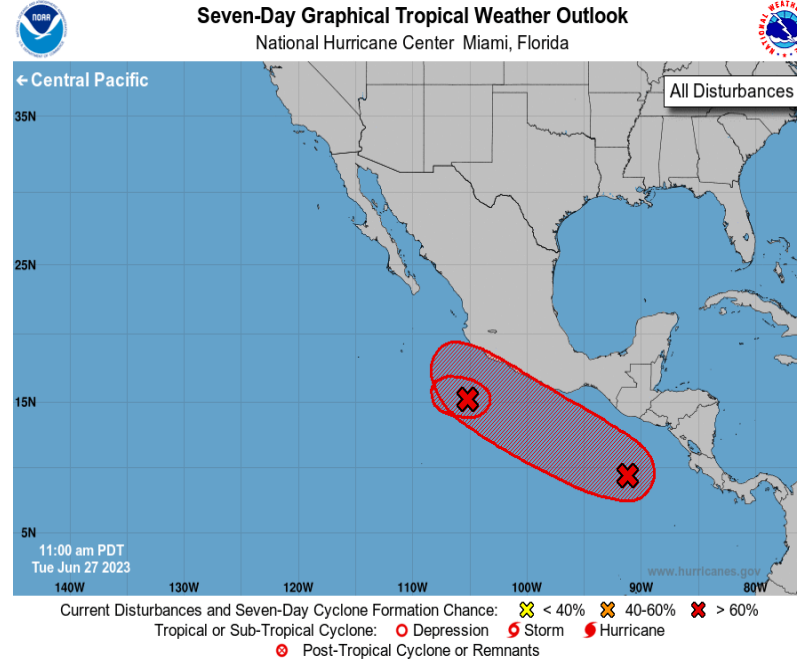 Seven-Day Graphical Tropical Weather Outlook
National Hurricane Center Miami, Florida
NOAA
Central Pacific
All Disturbances
35N
25N
15N
5N
11:00 am PDT
Tue Jun 27 2023
www.hurricanes.gov
140W 130W 120W 110W 100W 90W 80W
Current Disturbances and Seven-Day Cyclone Formation Chance: < 40% 40-60% > 60%
Tropical or Sub-Tropical Cyclone: Depression Storm Hurricane
Post-Tropical Cyclone or Remnants